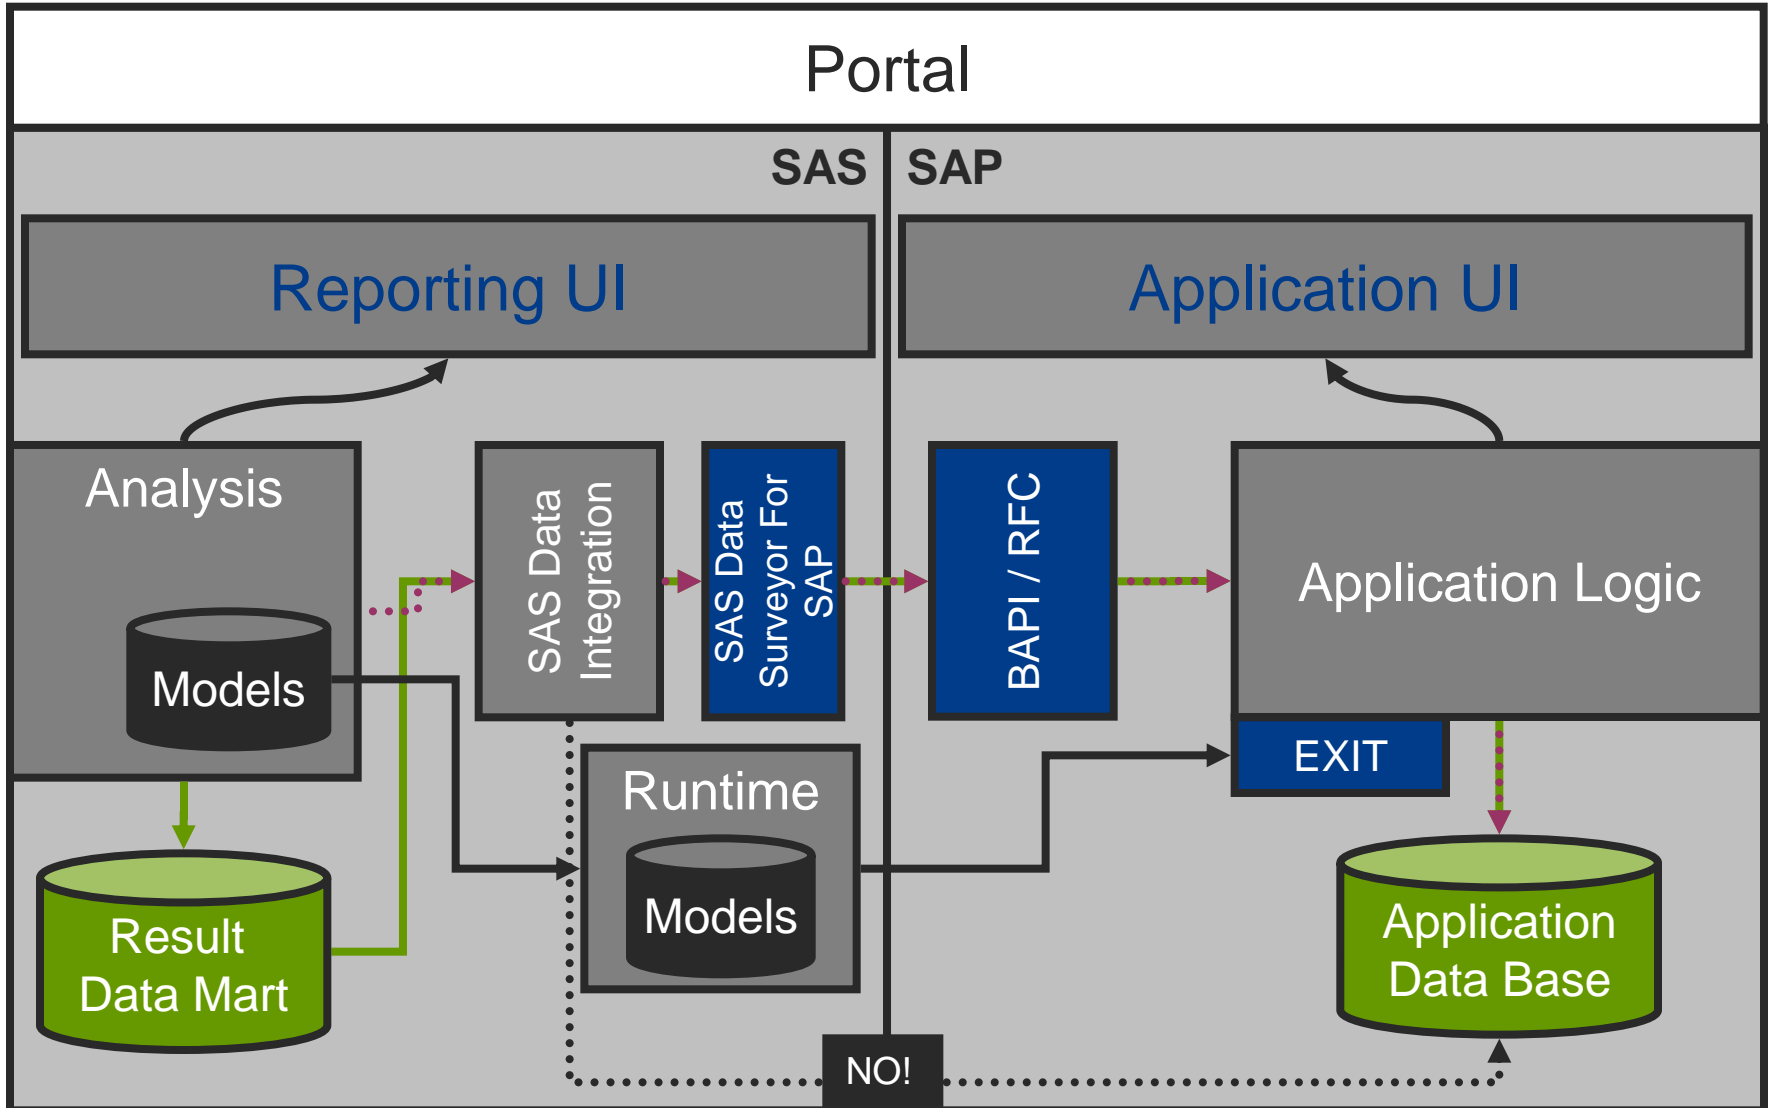 Portal
SAS
SAP
Reporting UI
Application UI
Analysis
Models
SAS Data
Integration
SAS Data
Surveyor For
SAP
BAPI / RFC
Application Logic
EXIT
Runtime
Models
Result
Data Mart
Application
Data Base
NO!